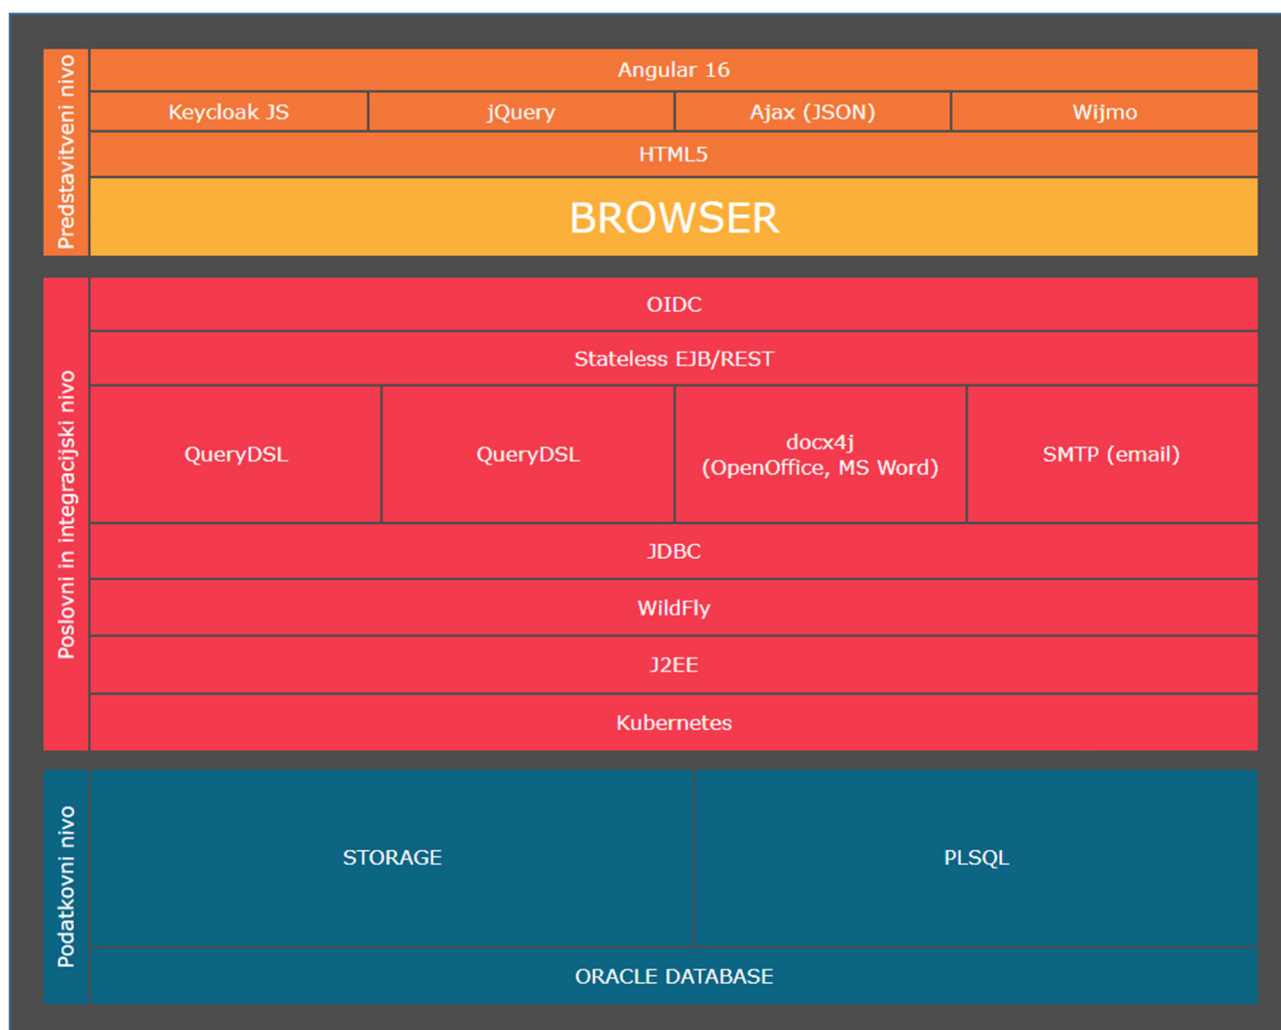 Predstavitveni nivo
Angular 16
Keycloak JS
jQuery
Ajax (JSON)
Wijmo
HTML5
BROWSER
Poslovni in integracijski nivo
OIDC
Stateless EJB/REST
QueryDSL
QueryDSL
docx4j
(OpenOffice, MS Word)
SMTP (email)
JDBC
WildFly
J2EE
Kubernetes
Podatkovni nivo
STORAGE
PLSQL
ORACLE DATABASE